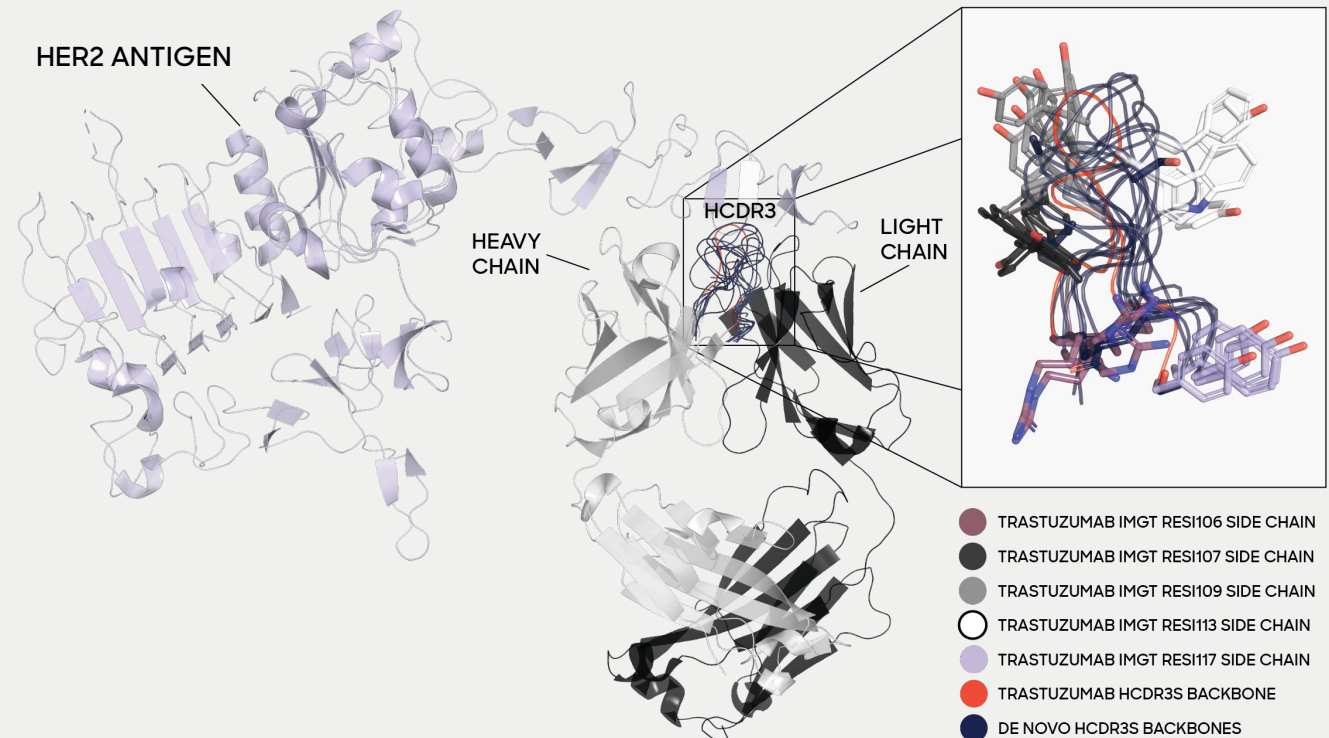 HER2 ANTIGEN
HCDR3
HEAVY
CHAIN
LIGHT
CHAIN
TRASTUZUMAB IMGT RESI106 SIDE CHAIN
TRASTUZUMAB IMGT RESI107 SIDE CHAIN
TRASTUZUMAB IMGT RESI109 SIDE CHAIN
TRASTUZUMAB IMGT RESI113 SIDE CHAIN
TRASTUZUMAB IMGT RESI117 SIDE CHAIN
TRASTUZUMAB HCDR3S BACKBONE
DE NOVO HCDR3S BACKBONES